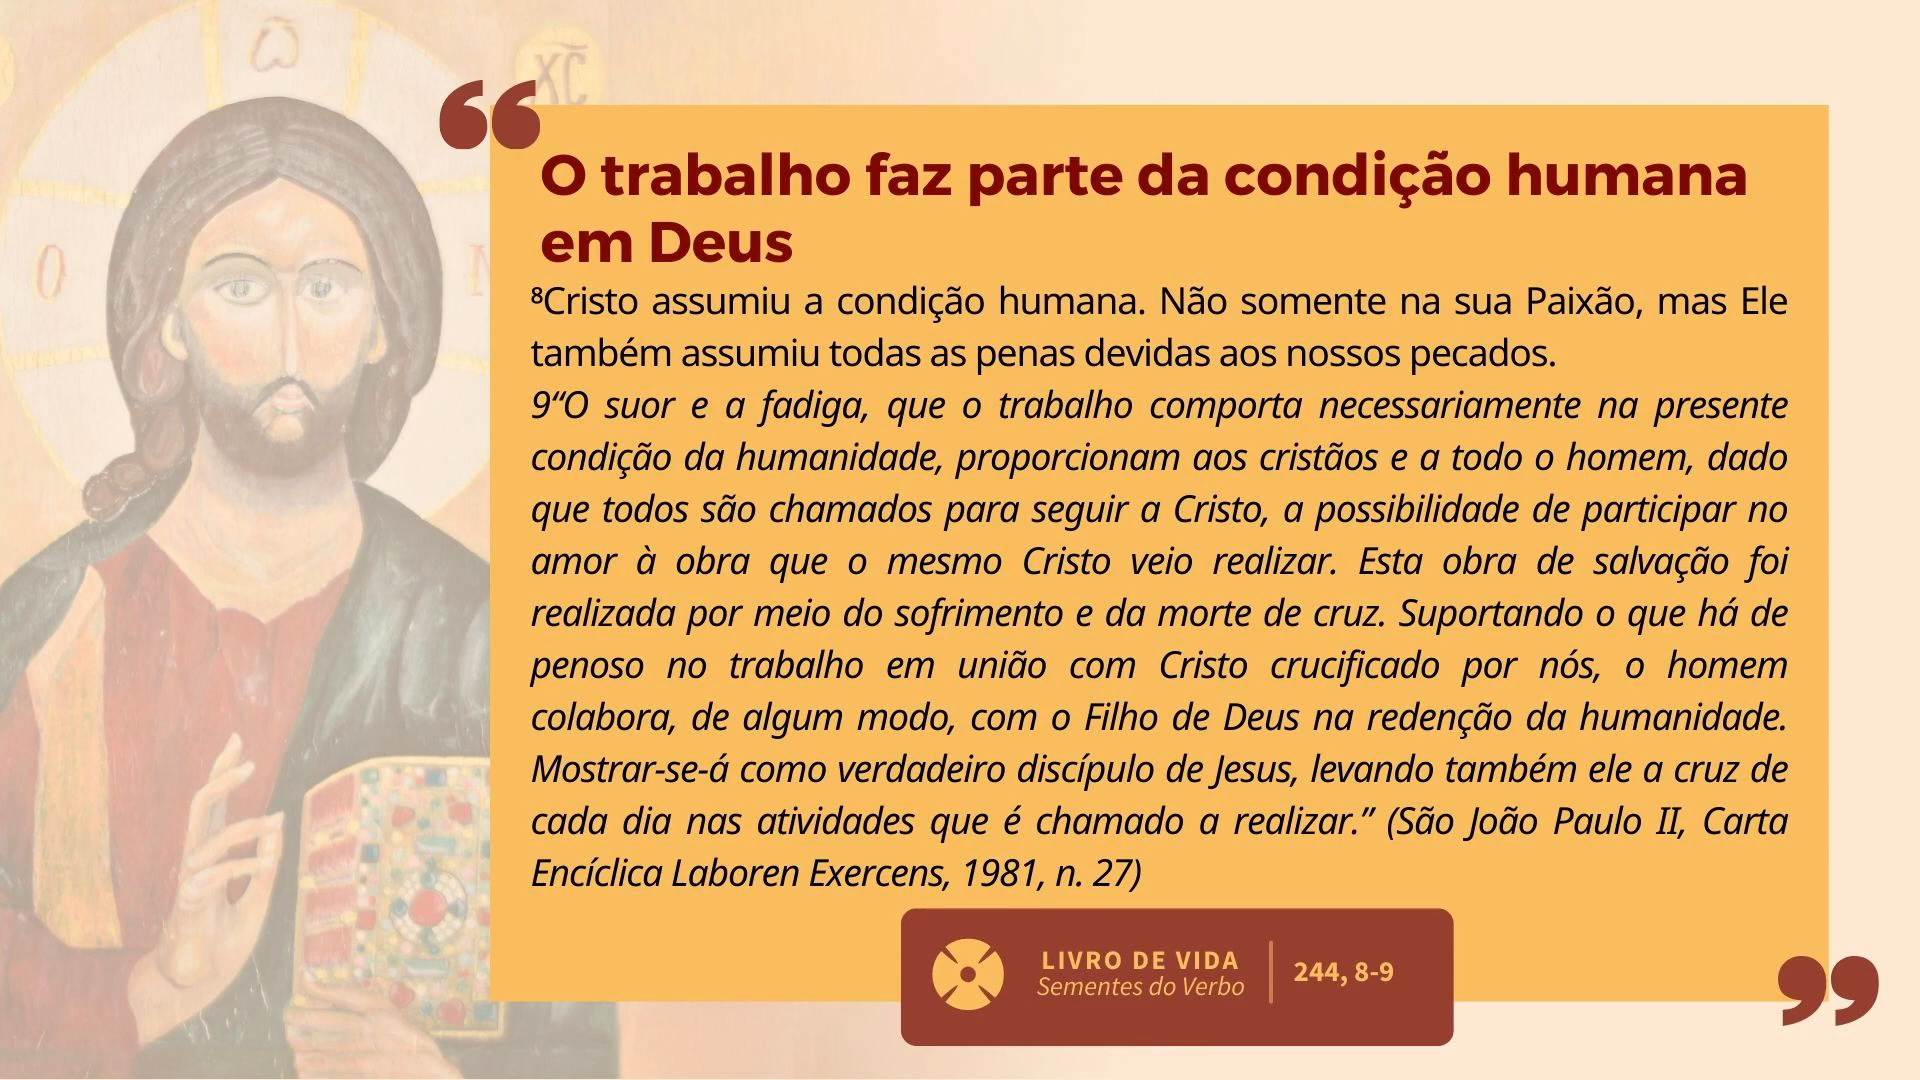 Ω
XC
“
O trabalho faz parte da condição humana
em Deus
O
⁸Cristo assumiu a condição humana. Não somente na sua Paixão, mas Ele
também assumiu todas as penas devidas aos nossos pecados.
9“O suor e a fadiga, que o trabalho comporta necessariamente na presente
condição da humanidade, proporcionam aos cristãos e a todo o homem, dado
que todos são chamados para seguir a Cristo, a possibilidade de participar no
amor à obra que o mesmo Cristo veio realizar. Esta obra de salvação foi
realizada por meio do sofrimento e da morte de cruz. Suportando o que há de
penoso no trabalho em união com Cristo crucificado por nós, o homem
colabora, de algum modo, com o Filho de Deus na redenção da humanidade.
Mostrar-se-á como verdadeiro discípulo de Jesus, levando também ele a cruz de
cada dia nas atividades que é chamado a realizar.” (São João Paulo II, Carta
Encíclica Laboren Exercens, 1981, n. 27)
LIVRO DE VIDA
Sementes do Verbo
244, 8-9
”